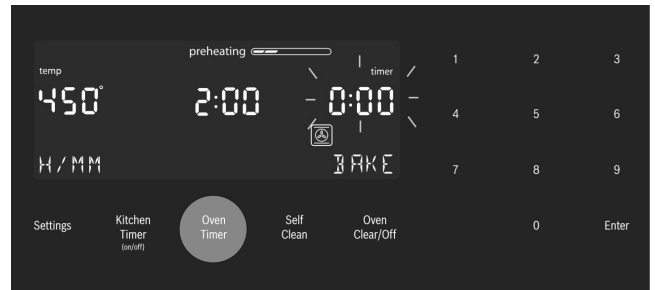 preheating
temp
timer
450°
2:00
0:00
H/MM
BAKE
1 2 3
4 5 6
7 8 9
0 Enter
Settings
Kitchen
Timer
(on/off)
Oven
Timer
Self
Clean
Oven
Clear/Off